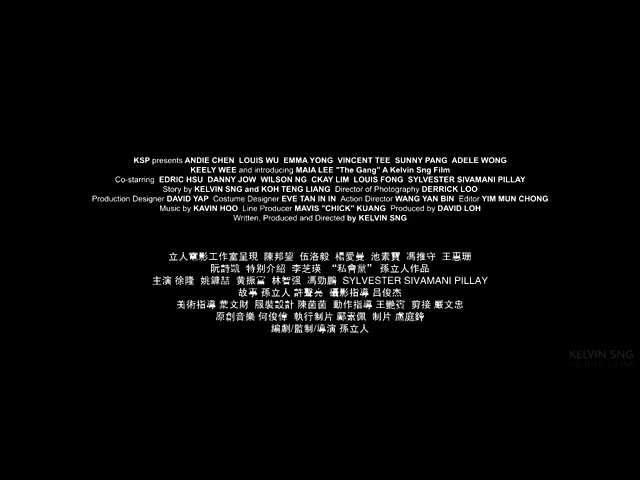 KSP presents ANDIE CHEN LOUIS WU EMMA YONG VINCENT TEE SUNNY PANG ADELE WONG
KEELY WEE and introducing MAIA LEE "The Gang" A Kelvin Sng Film
Co-starring EDRIC HSU DANNY JOW WILSON NG CKAY LIM LOUIS FONG SYLVESTER SIVAMANI PILLAY
Story by KELVIN SNG and KOH TENG LIANG Director of Photography DERRICK LOO
Production Designer DAVID YAP Costume Designer EVE TAN IN IN Action Director WANG YAN BIN Editor YIM MUN CHONG
Music by KAVIN HOO Line Producer MAVIS "CHICK" KUANG Produced by DAVID LOH
Written, Produced and Directed by KELVIN SNG
立人電影工作室呈現 陳邦鋆 伍洛毅 楊愛曼 池素寶 馮推守 王惠珊
阮詩凱 特別介紹 李芝瑛 “私會黨” 孫立人作品
主演 徐隆 姚鏮喆 黃振富 林智强 馮勁鵬 SYLVESTER SIVAMANI PILLAY
故事 孫立人 許聲亮 攝影指導 呂俊杰
美術指導 葉文財 服裝設計 陳茵茵 動作指導 王艷賓 剪接 嚴文忠
原創音樂 何俊偉 執行制片 鄺索佩 制片 盧庭鋒
編劇/監制/導演 孫立人
KELVIN SNG